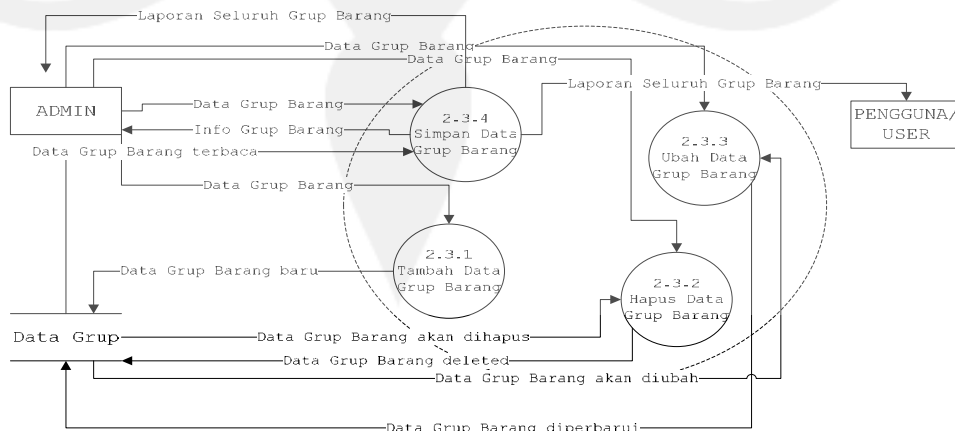 Laporan Seluruh Grup Barang
Data Grup Barang
Data Grup Barang
Laporan Seluruh Grup Barang
ADMIN
Data Grup Barang
2.3.4
Simpan Data
Grup Barang
PENGGUNA/
USER
Info Grup Barang
2.3.3
Ubah Data
Grup Barang
Data Grup Barang terbaca
Data Grup Barang
2.3.1
Tambah Data
Grup Barang
Data Grup Barang baru
2.3.2
Hapus Data
Grup Barang
Data Grup
Data Grup Barang akan dihapus
Data Grup Barang deleted
Data Grup Barang akan diubah
Data Grup Barang diperbarui